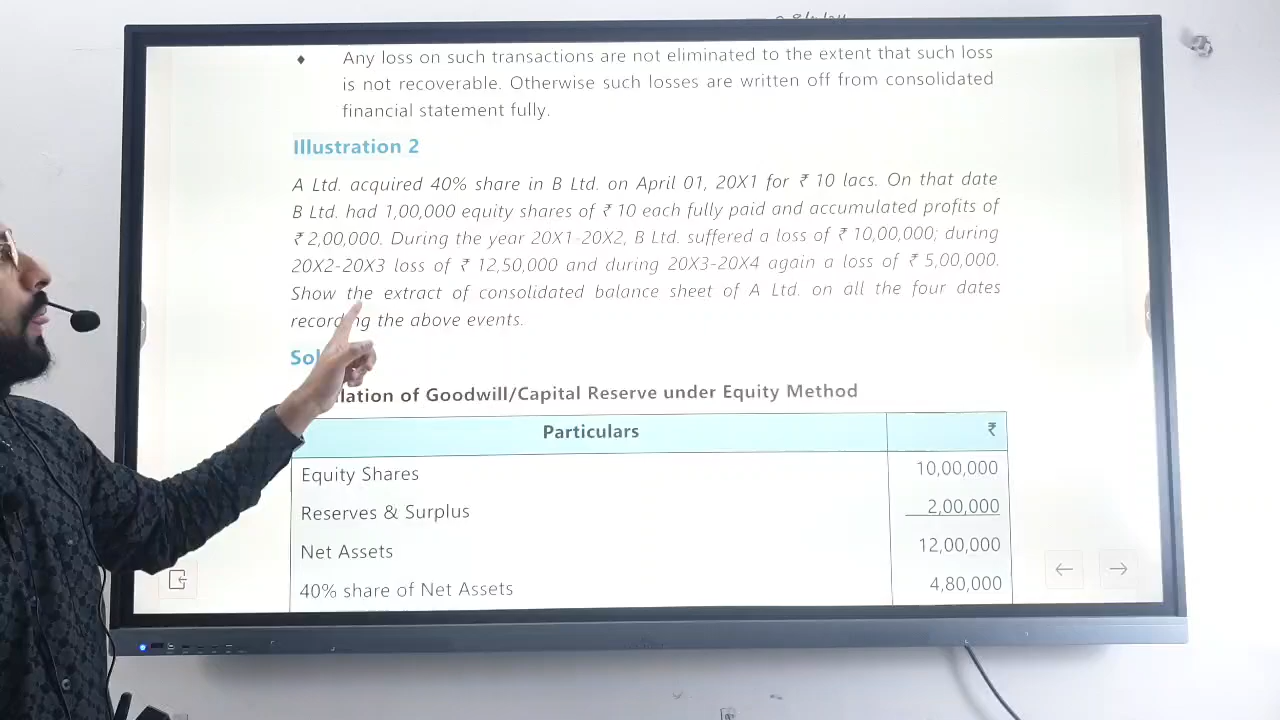 Any loss on such transactions are not eliminated to the extent that such loss
is not recoverable. Otherwise such losses are written off from consolidated
financial statement fully.
Illustration 2
A Ltd. acquired 40% share in B Ltd. on April 01, 20X1 for ₹ 10 lacs. On that date
B Ltd. had 1,00,000 equity shares of ₹ 10 each fully paid and accumulated profits of
₹ 2,00,000. During the year 20X1-20X2, B Ltd. suffered a loss of ₹ 10,00,000; during
20X2-20X3 loss of ₹ 12,50,000 and during 20X3-20X4 again a loss of ₹ 5,00,000.
Show the extract of consolidated balance sheet of A Ltd. on all the four dates
recording the above events.
Sol
lation of Goodwill/Capital Reserve under Equity Method
Particulars ₹
Equity Shares 10,00,000
Reserves & Surplus 2,00,000
Net Assets 12,00,000
40% share of Net Assets 4,80,000